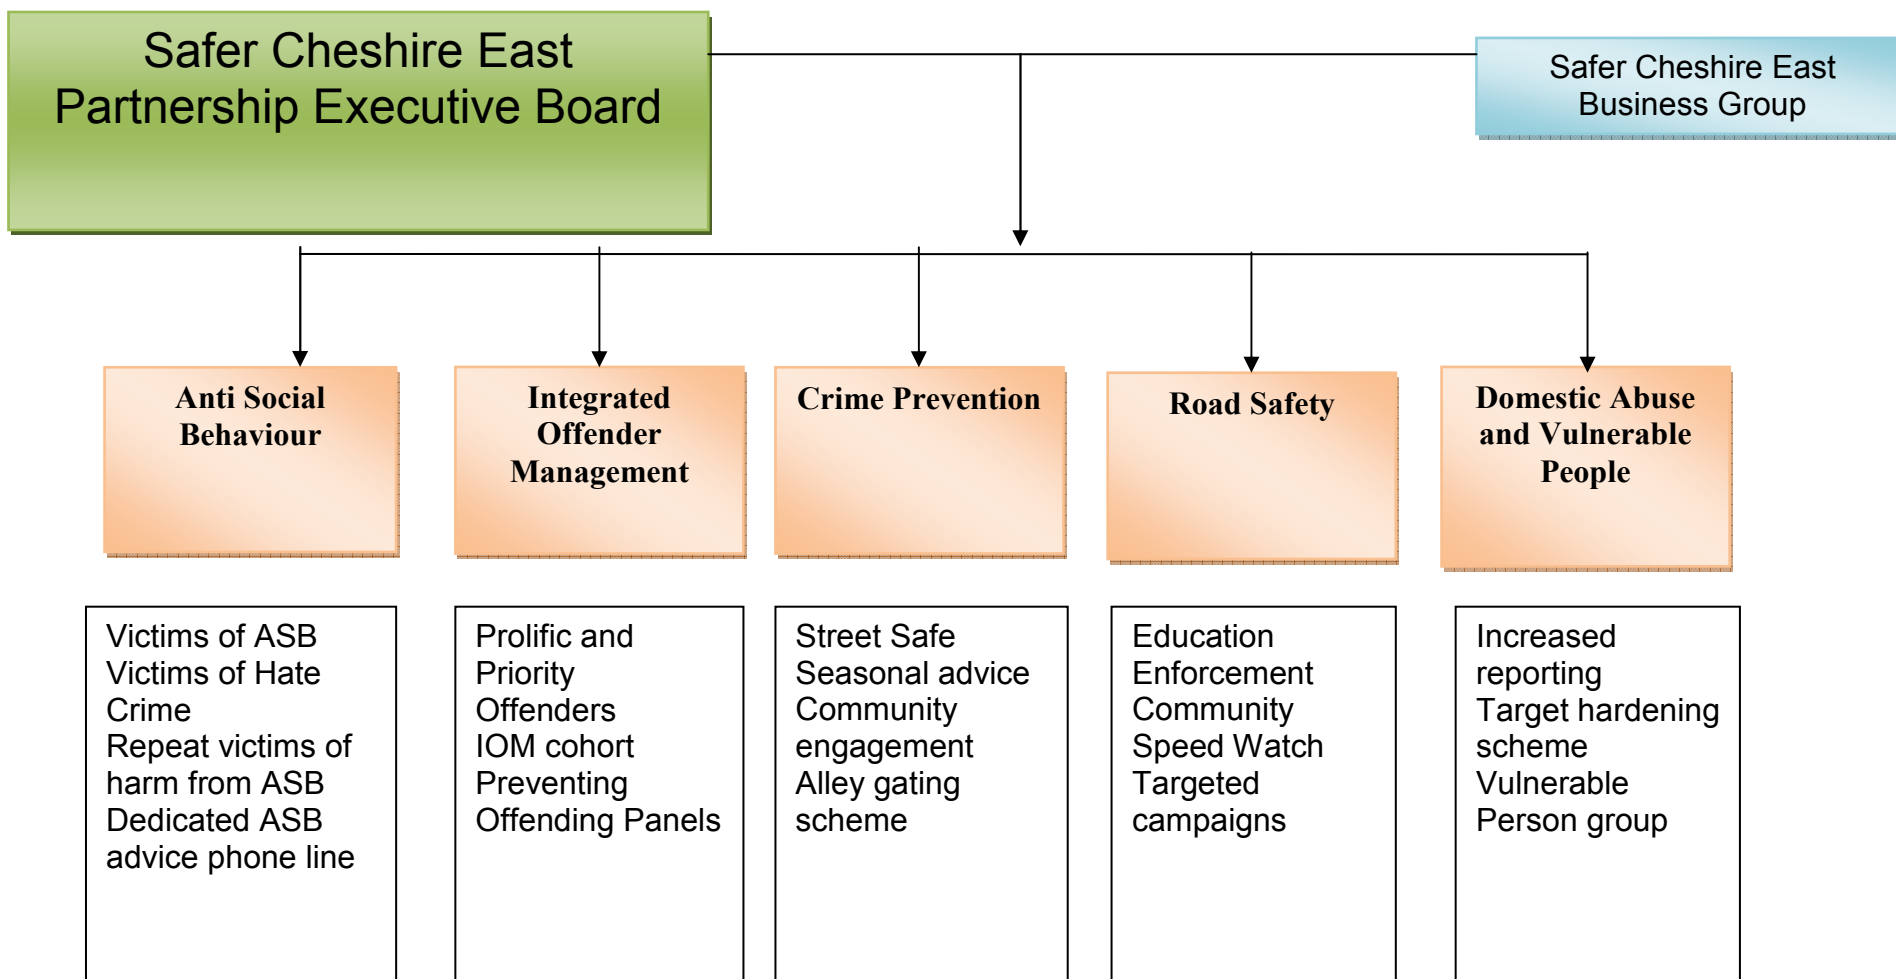 Safer Cheshire East
Partnership Executive Board
Safer Cheshire East
Business Group
Anti Social
Behaviour
Integrated
Offender
Management
Crime Prevention
Road Safety
Domestic Abuse
and Vulnerable
People
Victims of ASB
Victims of Hate
Crime
Repeat victims of
harm from ASB
Dedicated ASB
advice phone line
Prolific and
Priority
Offenders
IOM cohort
Preventing
Offending Panels
Street Safe
Seasonal advice
Community
engagement
Alley gating
scheme
Education
Enforcement
Community
Speed Watch
Targeted
campaigns
Increased
reporting
Target hardening
scheme
Vulnerable
Person group